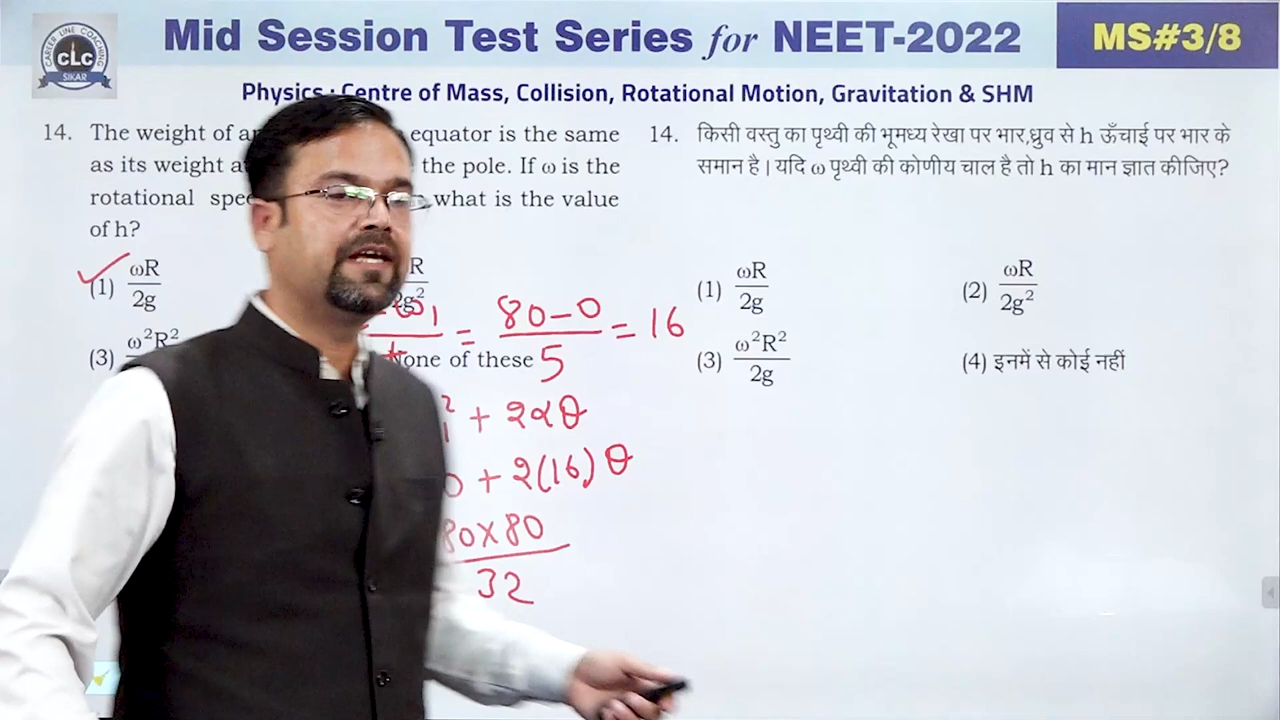 CAREER LINE COACHING
CLC
SIKAR
Mid Session Test Series for NEET-2022
MS#3/8
Physics : Centre of Mass, Collision, Rotational Motion, Gravitation & SHM
14. The weight of equator is the same
as its weight the pole. If ω is the
rotational what is the value
of h?
(1) ωR/2g
(3) ω²R²
None of these
= 80-0/5 = 16
+ 2αθ
0 + 2(16) θ
80×80/32
14. किसी वस्तु का पृथ्वी की भूमध्य रेखा पर भार,ध्रुव से h ऊँचाई पर भार के
समान है। यदि ω पृथ्वी की कोणीय चाल है तो h का मान ज्ञात कीजिए?
(1) ωR/2g (2) ωR/2g²
(3) ω²R²/2g (4) इनमें से कोई नहीं